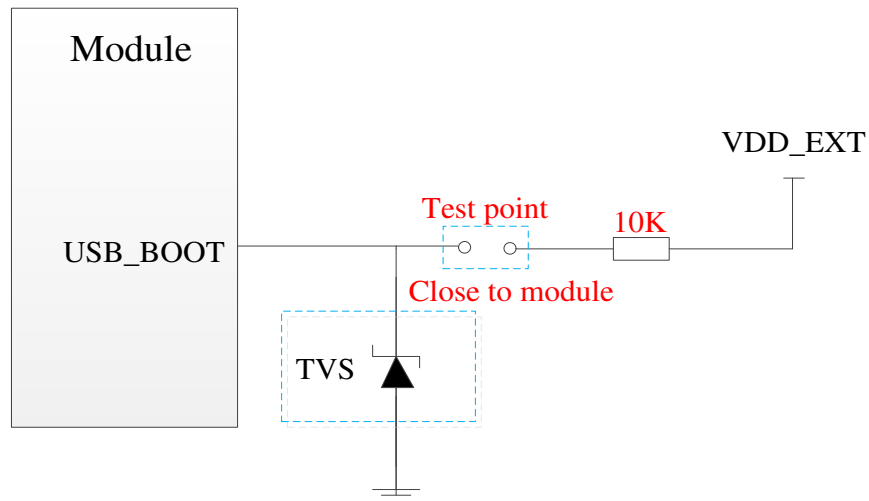 Module
VDD_EXT
Test point
10K
USB_BOOT
Close to module
TVS